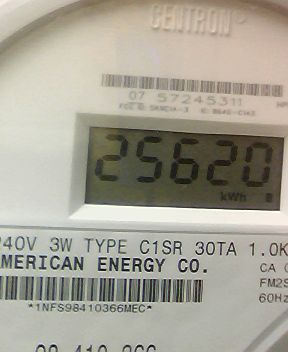 CENTRON®
07 57245311
25620
kWh
240V 3W TYPE C1SR 30TA 1.0K
AMERICAN ENERGY CO.
CA
FM2S
60Hz
*1NFS98410366MEC*